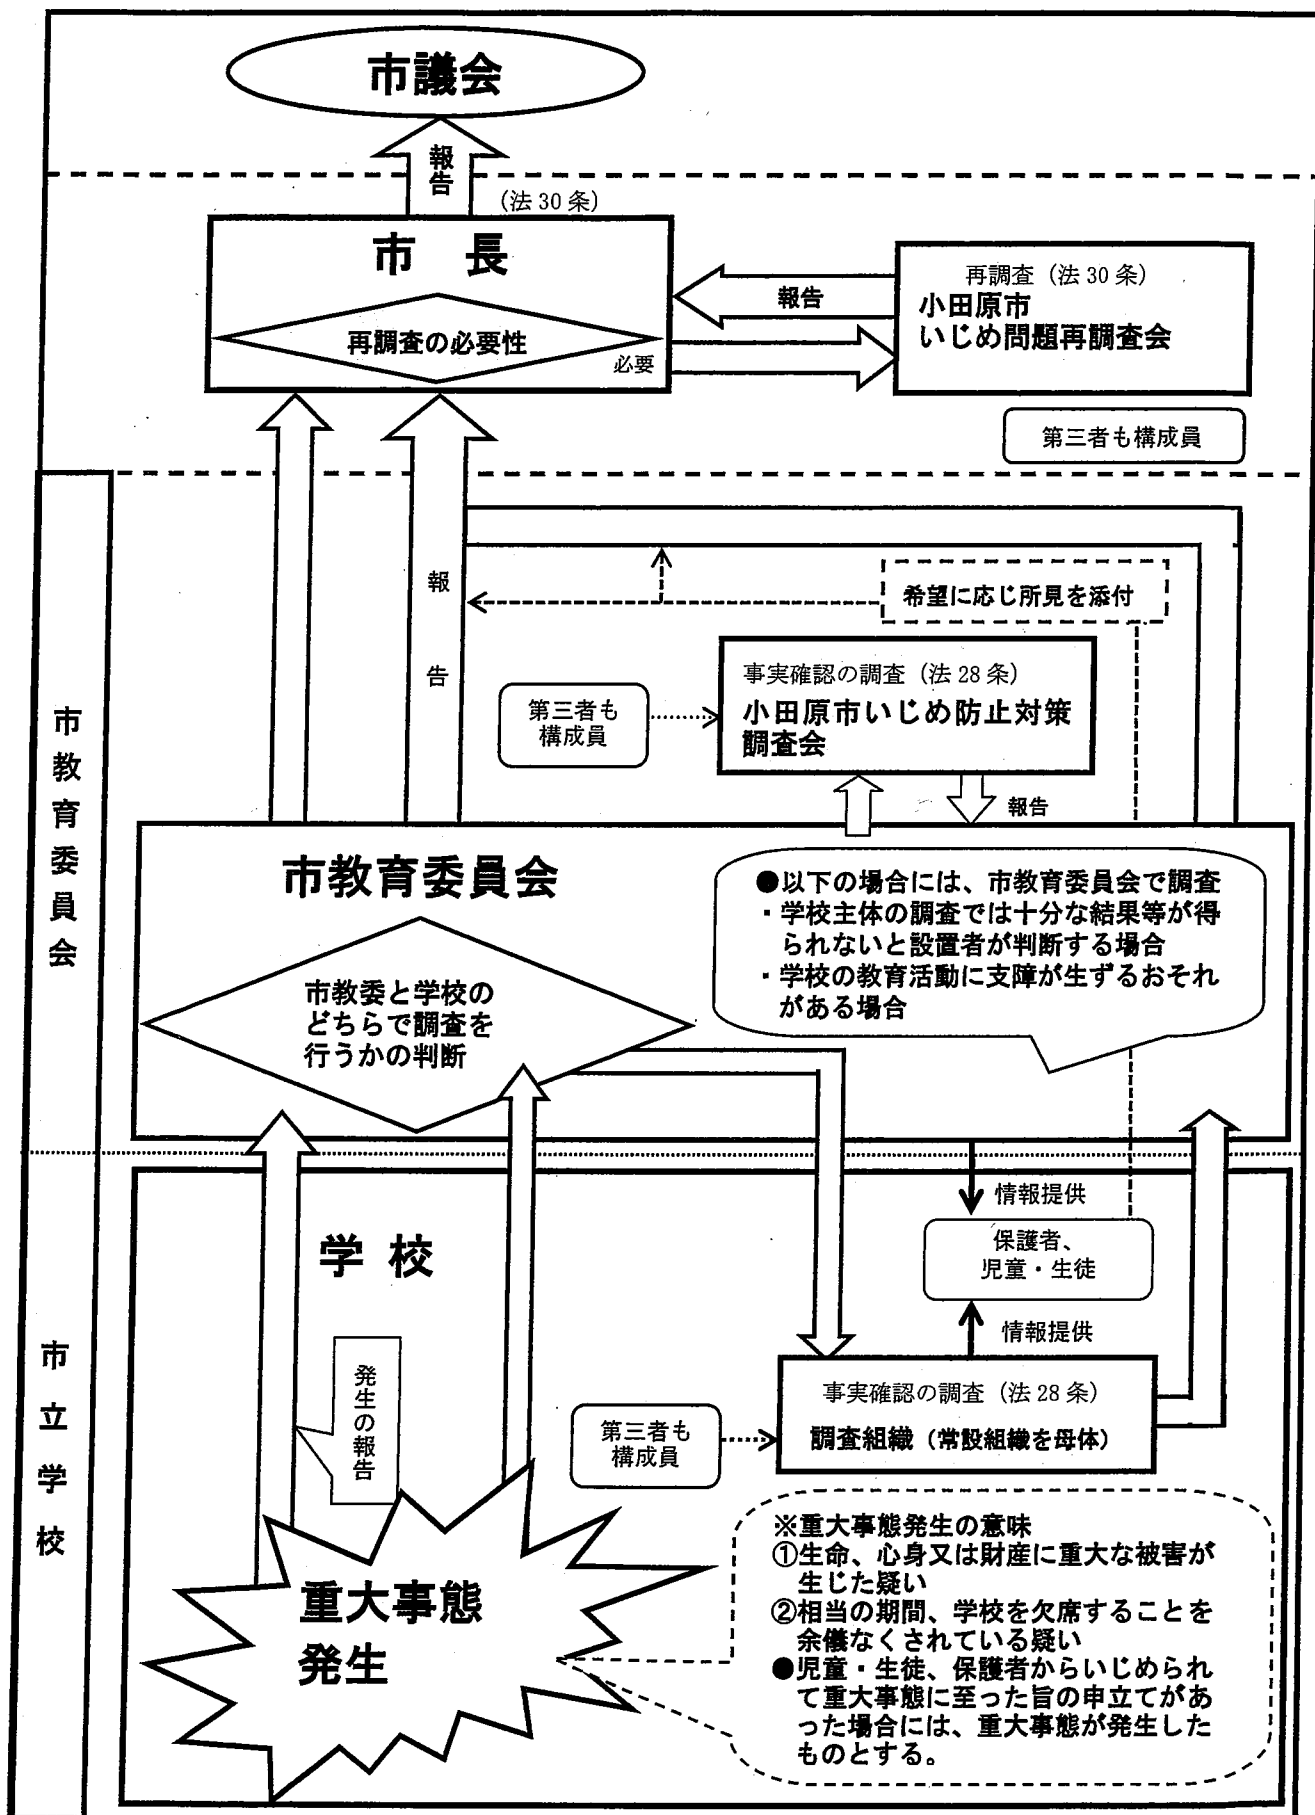 市議会
報告
(法 30 条)
市 長
再調査の必要性
必要
報告
再調査 (法 30 条)
小田原市
いじめ問題再調査会
第三者も構成員
市教育委員会
報告
希望に応じ所見を添付
事実確認の調査 (法 28 条)
小田原市いじめ防止対策
調査会
第三者も
構成員
報告
市教育委員会
●以下の場合には、市教育委員会で調査
・学校主体の調査では十分な結果等が得
られないと設置者が判断する場合
・学校の教育活動に支障が生ずるおそれ
がある場合
市教委と学校の
どちらで調査を
行うかの判断
市立学校
学 校
情報提供
保護者、
児童・生徒
情報提供
発生の報告
事実確認の調査 (法 28 条)
調査組織（常設組織を母体）
第三者も
構成員
重大事態
発生
※重大事態発生の意味
①生命、心身又は財産に重大な被害が
生じた疑い
②相当の期間、学校を欠席することを
余儀なくされている疑い
●児童・生徒、保護者からいじめられ
て重大事態に至った旨の申立てがあ
った場合には、重大事態が発生した
ものとする。